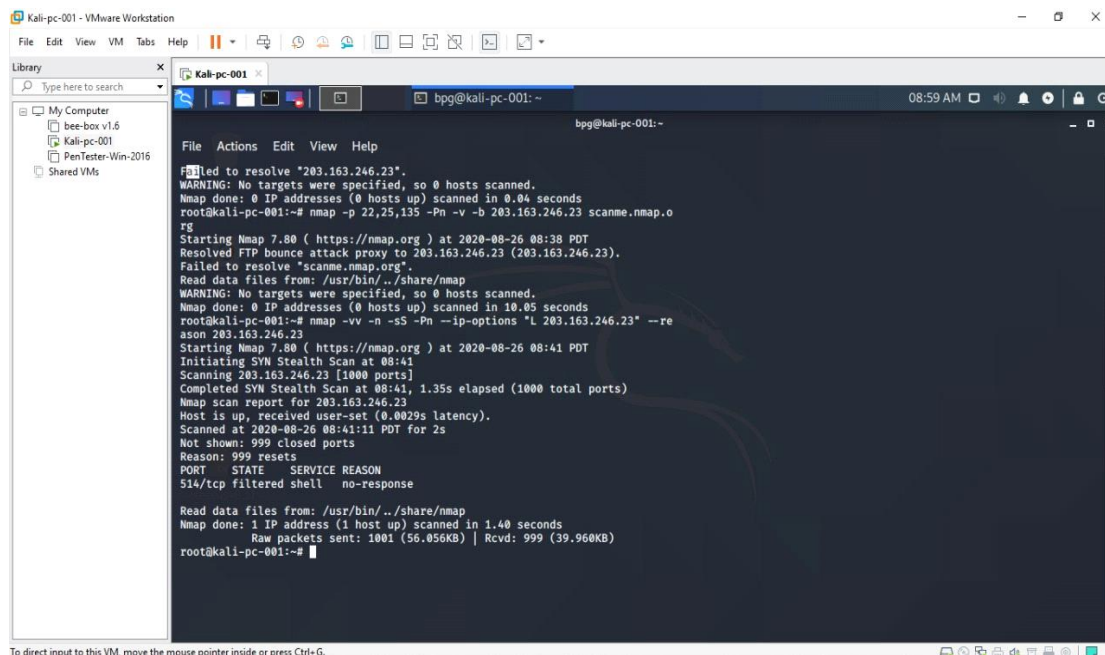 Kali-pc-001 - VMware Workstation
File Edit View VM Tabs Help
Library
Type here to search
My Computer
bee-box v1.6
Kali-pc-001
PenTester-Win-2016
Shared VMs
Kali-pc-001
bpg@kali-pc-001: ~
08:59 AM
bpg@kali-pc-001: ~
File Actions Edit View Help
Failed to resolve "203.163.246.23".
WARNING: No targets were specified, so 0 hosts scanned.
Nmap done: 0 IP addresses (0 hosts up) scanned in 0.04 seconds
root@kali-pc-001:~# nmap -p 22,25,135 -Pn -v -b 203.163.246.23 scanme.nmap.o
rg
Starting Nmap 7.80 ( https://nmap.org ) at 2020-08-26 08:38 PDT
Resolved FTP bounce attack proxy to 203.163.246.23 (203.163.246.23).
Failed to resolve "scanme.nmap.org".
Read data files from: /usr/bin/../share/nmap
WARNING: No targets were specified, so 0 hosts scanned.
Nmap done: 0 IP addresses (0 hosts up) scanned in 10.05 seconds
root@kali-pc-001:~# nmap -vv -n -sS -Pn --ip-options "L 203.163.246.23" --re
ason 203.163.246.23
Starting Nmap 7.80 ( https://nmap.org ) at 2020-08-26 08:41 PDT
Initiating SYN Stealth Scan at 08:41
Scanning 203.163.246.23 [1000 ports]
Completed SYN Stealth Scan at 08:41, 1.35s elapsed (1000 total ports)
Nmap scan report for 203.163.246.23
Host is up, received user-set (0.0029s latency).
Scanned at 2020-08-26 08:41:11 PDT for 2s
Not shown: 999 closed ports
Reason: 999 resets
PORT STATE SERVICE REASON
514/tcp filtered shell no-response
Read data files from: /usr/bin/../share/nmap
Nmap done: 1 IP address (1 host up) scanned in 1.40 seconds
Raw packets sent: 1001 (56.056KB) | Rcvd: 999 (39.960KB)
root@kali-pc-001:~#
To direct input to this VM, move the mouse pointer inside or press Ctrl+G.